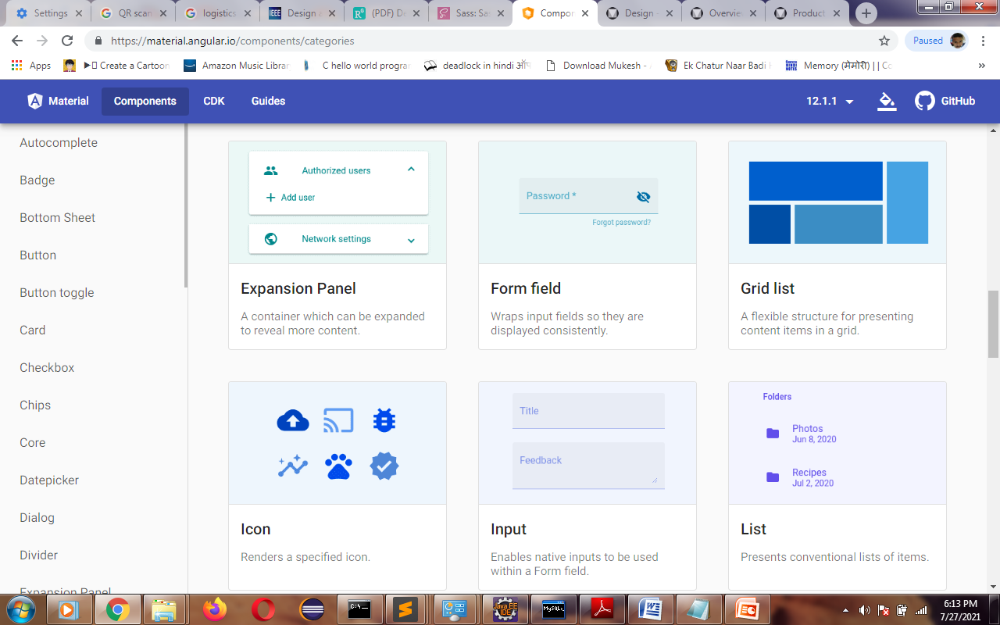 Settings
QR scan
logistics
Design a
(PDF) De
Sass: Sa
Compon
Design -
Overvie
Product
https://material.angular.io/components/categories
Paused
Apps
Create a Cartoon
Amazon Music Librar
C hello world progran
deadlock in hindi ऑप
Download Mukesh -
Ek Chatur Naar Badi
Memory (मेमोरी) | | Co
»
Material
Components
CDK
Guides
12.1.1
GitHub
Autocomplete
Badge
Bottom Sheet
Button
Button toggle
Card
Checkbox
Chips
Core
Datepicker
Dialog
Divider
Expansion Panel
Authorized users
Add user
Network settings
Expansion Panel
A container which can be expanded
to reveal more content.
Password *
Forgot password?
Form field
Wraps input fields so they are
displayed consistently.
Grid list
A flexible structure for presenting
content items in a grid.
Icon
Renders a specified icon.
Title
Feedback
Input
Enables native inputs to be used
within a Form field.
Folders
Photos
Jun 8, 2020
Recipes
Jul 2, 2020
List
Presents conventional lists of items.
6:13 PM
7/27/2021